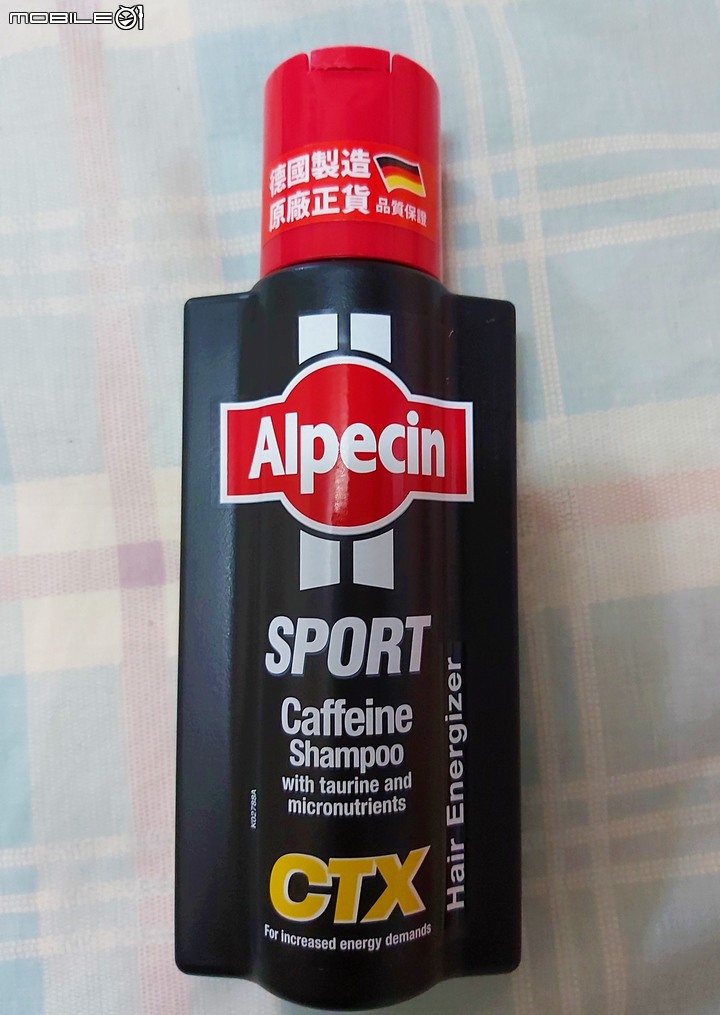 MOBILE01
德國製造
原廠正貨 品質保證
Alpecin
SPORT
Caffeine
Shampoo
with taurine and
micronutrients
Hair Energizer
K02788A
CTX
For increased energy demands